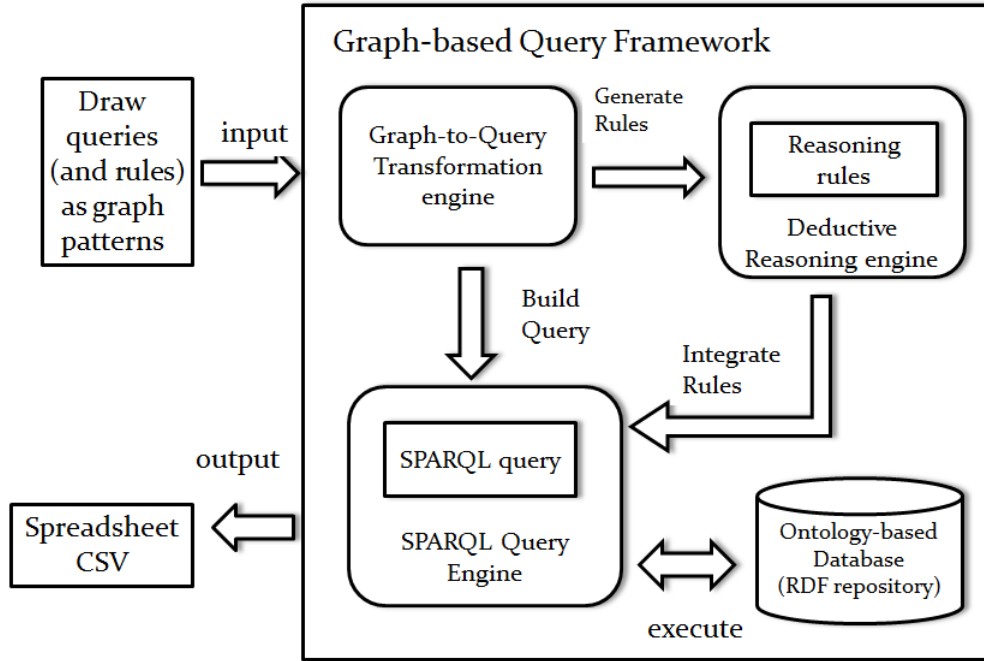 Graph-based Query Framework
Draw
queries
(and rules)
as graph
patterns
input
Graph-to-Query
Transformation
engine
Generate
Rules
Reasoning
rules
Deductive
Reasoning engine
Build
Query
Integrate
Rules
SPARQL query
SPARQL Query
Engine
output
Spreadsheet
CSV
Ontology-based
Database
(RDF repository)
execute